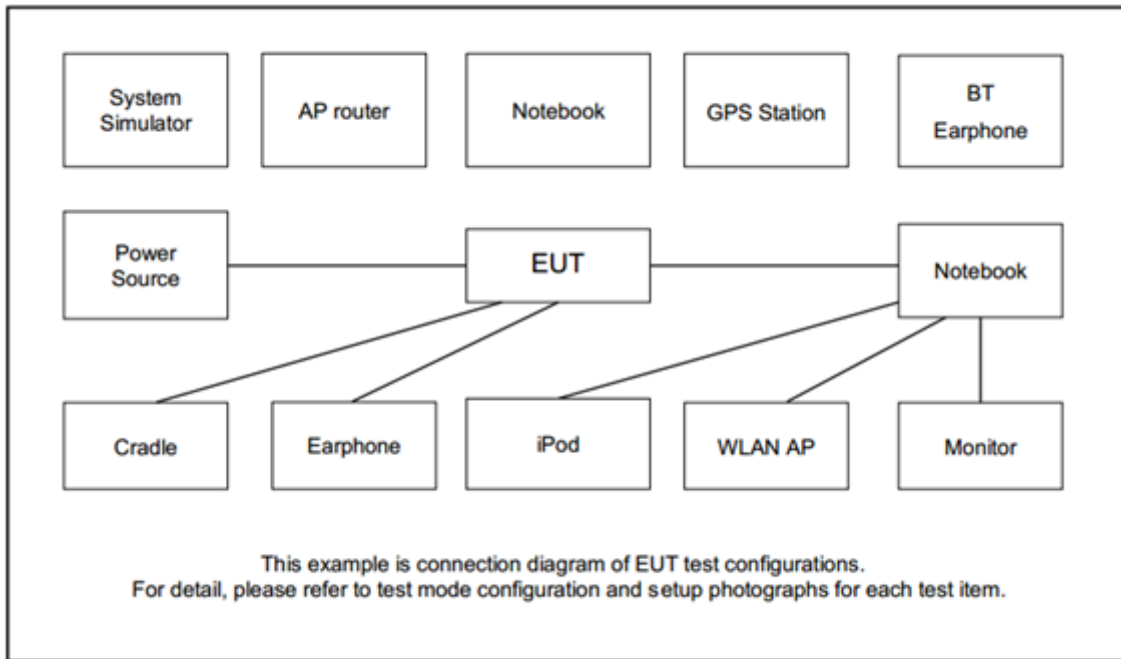 System
Simulator
AP router
Notebook
GPS Station
BT
Earphone
Power
Source
EUT
Notebook
Cradle
Earphone
iPod
WLAN AP
Monitor
This example is connection diagram of EUT test configurations.
For detail, please refer to test mode configuration and setup photographs for each test item.